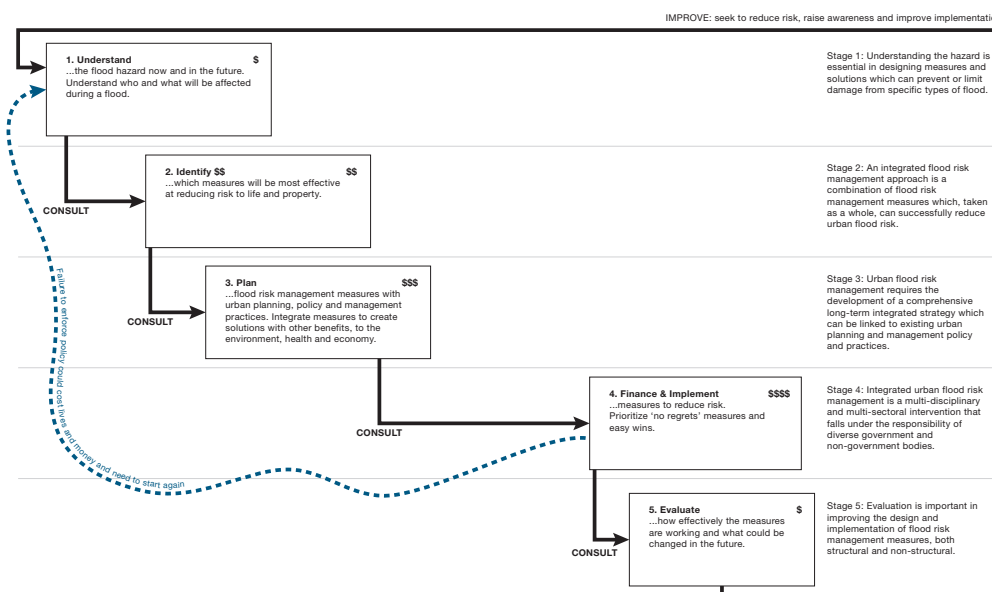 IMPROVE: seek to reduce risk, raise awareness and improve
1. Understand $
...the flood hazard now and in the future.
Understand who and what will be affected
during a flood.
Stage 1: Understanding the hazard is
essential in designing measures and
solutions which can prevent or limit
damage from specific types of flood.
CONSULT
2. Identify $$ $$
...which measures will be most effective
at reducing risk to life and property.
Stage 2: An integrated flood risk
management approach is a
combination of flood risk
management measures which, taken
as a whole, can successfully reduce
urban flood risk.
CONSULT
3. Plan $$$
...flood risk management measures with
urban planning, policy and management
practices. Integrate measures to create
solutions with other benefits, to the
environment, health and economy.
Stage 3: Urban flood risk
management requires the
development of a comprehensive
long-term integrated strategy which
can be linked to existing urban
planning and management policy
and practices.
CONSULT
4. Finance & Implement $$$$
...measures to reduce risk.
Prioritize ‘no regrets’ measures and
easy wins.
Stage 4: Integrated urban flood risk
management is a multi-disciplinary
and multi-sectoral intervention that
falls under the responsibility of
diverse government and
non-government bodies.
Failure to enforce policy could cost lives and money and need to start again
CONSULT
5. Evaluate $
...how effectively the measures
are working and what could be
changed in the future.
Stage 5: Evaluation is important in
improving the design and
implementation of flood risk
management measures, both
structural and non-structural.